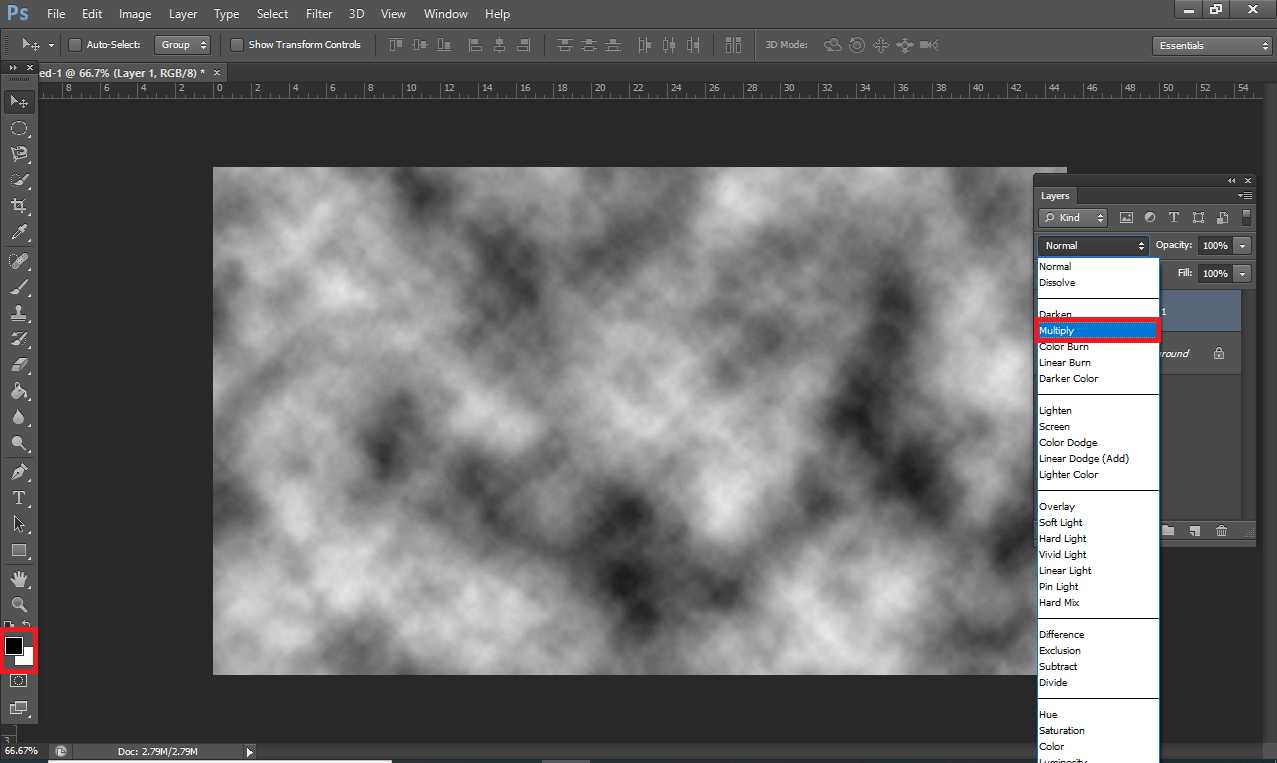 Ps File Edit Image Layer Type Select Filter 3D View Window Help
Auto-Select: Group Show Transform Controls 3D Mode: Essentials
ed-1 @ 66.7% (Layer 1, RGB/8) * ×
8 6 4 2 0 2 4 6 8 10 12 14 16 18 20 22 24 26 28 30 32 34 36 38 40 42 44 46 48 50 52 54
Layers
Kind
Normal Opacity: 100%
Normal
Fill: 100%
Dissolve
1
Darken
Multiply
Color Burn
round
Linear Burn
Darker Color
Lighten
Screen
Color Dodge
Linear Dodge (Add)
Lighter Color
Overlay
Soft Light
Hard Light
Vivid Light
Linear Light
Pin Light
Hard Mix
Difference
Exclusion
Subtract
Divide
Hue
Saturation
Color
Luminosity
3
66.67% Doc: 2.79M/2.79M